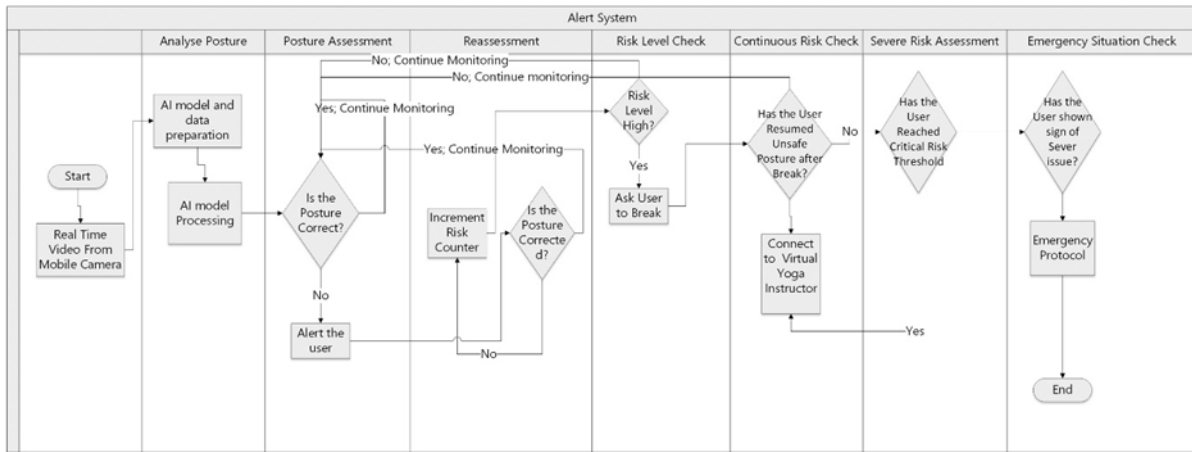 Alert System
Analyse Posture
Posture Assessment
Reassessment
Risk Level Check
Continuous Risk Check
Severe Risk Assessment
Emergency Situation Check
Start
Real Time
Video From
Mobile Camera
AI model and
data
preparation
AI model
Processing
No; Continue Monitoring
No; Continue monitoring
Yes; Continue Monitoring
Is the
Posture
Correct?
No
Alert the
user
Yes; Continue Monitoring
Increment
Risk
Counter
Is the
Posture
Correcte
d?
No
Risk
Level
High?
Yes
Ask User
to Break
Has the User
Resumed
Unsafe
Posture after
Break?
No
Connect
to Virtual
Yoga
Instructor
Has the
User
Reached
Critical Risk
Threshold
Yes
Has the
User shown
sign of
Sever
issue?
Emergency
Protocol
End